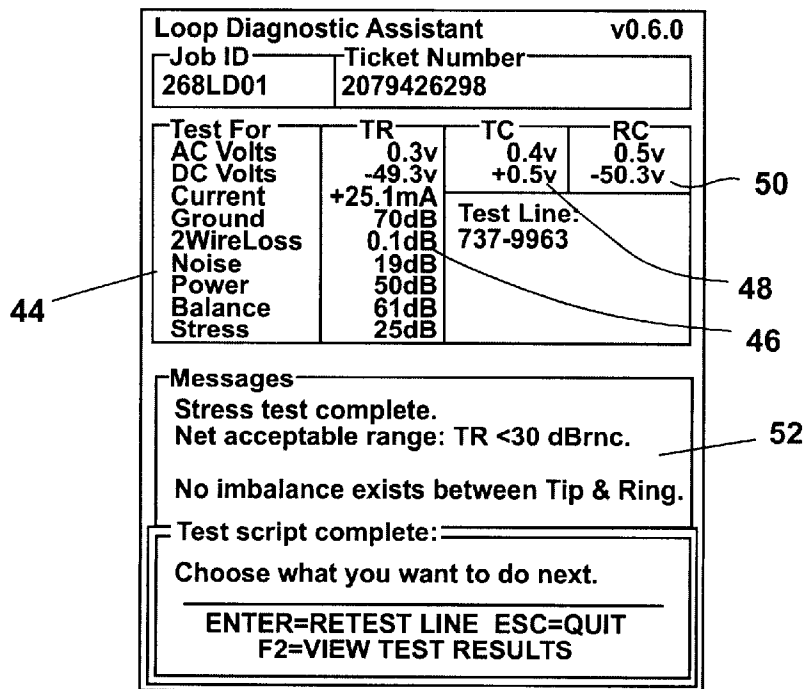 Loop Diagnostic Assistant v0.6.0
Job ID Ticket Number
268LD01 2079426298
Test For TR TC RC
AC Volts 0.3v 0.4v 0.5v
DC Volts -49.3v +0.5v -50.3v
Current +25.1mA
Ground 70dB Test Line:
2WireLoss 0.1dB 737-9963
Noise 19dB
Power 50dB
Balance 61dB
Stress 25dB
50
48
44
46
Messages
Stress test complete.
Net acceptable range: TR <30 dBrnc.
52
No imbalance exists between Tip & Ring.
Test script complete:
Choose what you want to do next.
ENTER=RETEST LINE ESC=QUIT
F2=VIEW TEST RESULTS